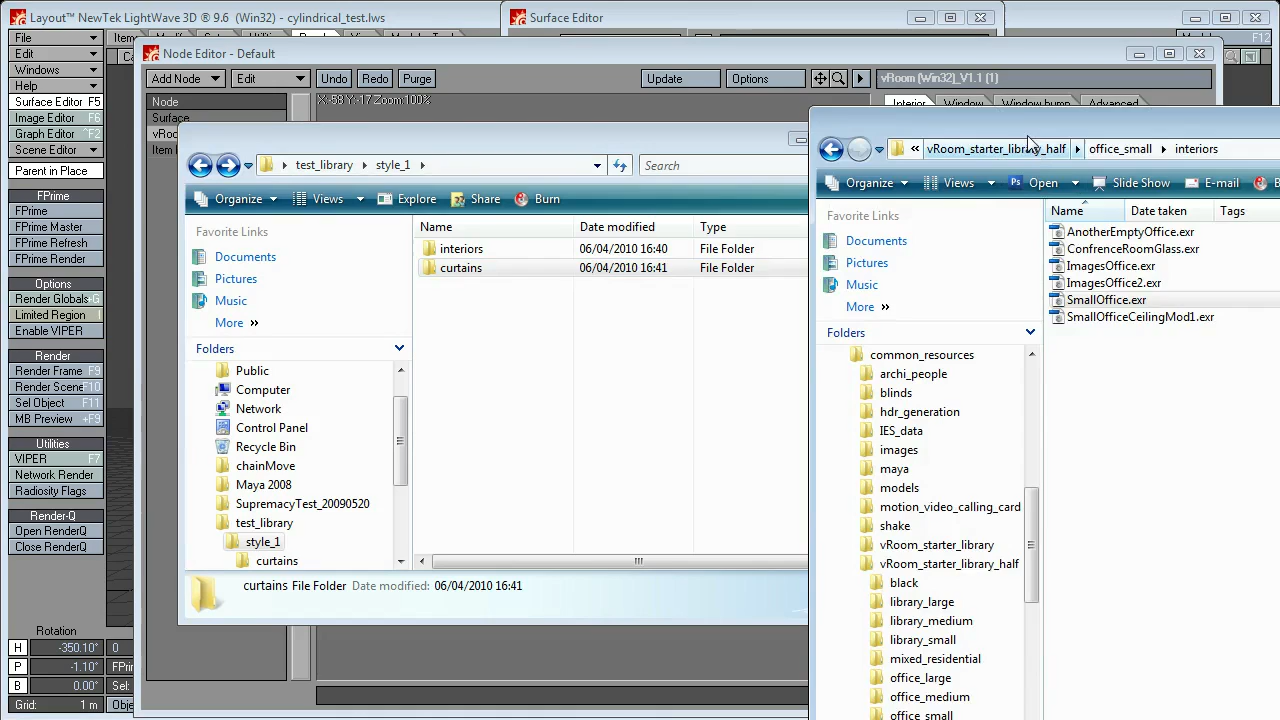 Layout™ NewTek LightWave 3D ® 9.6 (Win32) - cylindrical_test.lws
Surface Editor
File
Edit
Windows
Help
Surface Editor F5
Image Editor F6
Graph Editor ^F2
Scene Editor
Parent in Place
FPrime
FPrime
FPrime Master
FPrime Refresh
FPrime Render
Options
Render Globals
Limited Region l
Enable VIPER
Render
Render Frame F9
Render Scene F10
Sel Object
MB Preview +F9
Utilities
VIPER F7
Network Render
Radiosity Flags
Render-Q
Open RenderQ
Close RenderQ
Rotation
H -350.10° 0
P -1.10° FPri
B 0.00° Sel:
Grid: 1 m Obje
F12
Node Editor - Default
Add Node Edit Undo Redo Purge Update Options vRoom (Win32)_V1.1 (1)
Node X:-58 Y:-17 Zoom:100% Interior Window Window bump Advanced
Surface
vRo
Item
test_library style_1 Search
Organize Views Explore Share Burn
Favorite Links
Documents
Pictures
Music
More »
Folders
Public
Computer
Network
Control Panel
Recycle Bin
chainMove
Maya 2008
SupremacyTest_20090520
test_library
style_1
curtains
Name Date modified Type
interiors 06/04/2010 16:40 File Folder
curtains 06/04/2010 16:41 File Folder
curtains File Folder Date modified: 06/04/2010 16:41
« vRoom_starter_library_half office_small interiors
Organize Views Ps Open Slide Show E-mail B
Favorite Links
Documents
Pictures
Music
More »
Folders
common_resources
archi_people
blinds
hdr_generation
IES_data
images
maya
models
motion_video_calling_card
shake
vRoom_starter_library
vRoom_starter_library_half
black
library_large
library_medium
library_small
mixed_residential
office_large
office_medium
office_small
Name Date taken Tags
AnotherEmptyOffice.exr
ConfrenceRoomGlass.exr
ImagesOffice.exr
ImagesOffice2.exr
SmallOffice.exr
SmallOfficeCeilingMod1.exr